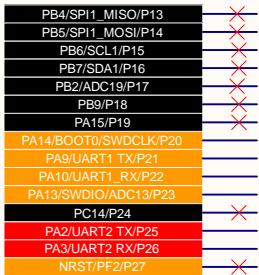 PB4/SPI1_MISO/P13
PB5/SPI1_MOSI/P14
PB6/SCL1/P15
PB7/SDA1/P16
PB2/ADC19/P17
PB9/P18
PA15/P19
PA14/BOOT0/SWDCLK/P20
PA9/UART1 TX/P21
PA10/UART1_RX/P22
PA13/SWDIO/ADC13/P23
PC14/P24
PA2/UART2 TX/P25
PA3/UART2 RX/P26
NRST/PF2/P27